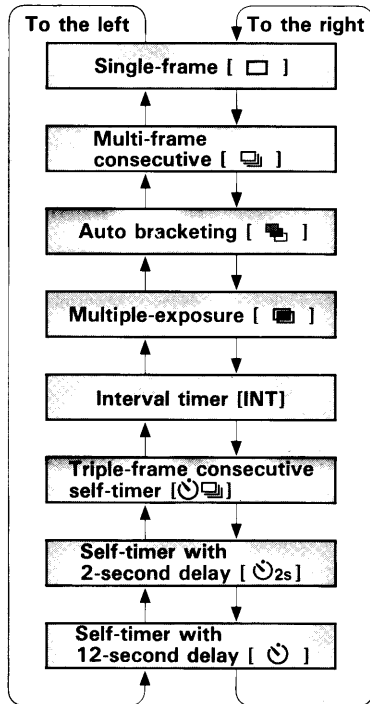 To the left
To the right
Single-frame [ ]
Multi-frame
consecutive [ ]
Auto bracketing [ ]
Multiple-exposure [ ]
Interval timer [INT]
Triple-frame consecutive
self-timer [ ]
Self-timer with
2-second delay [ 2s]
Self-timer with
12-second delay [ ]